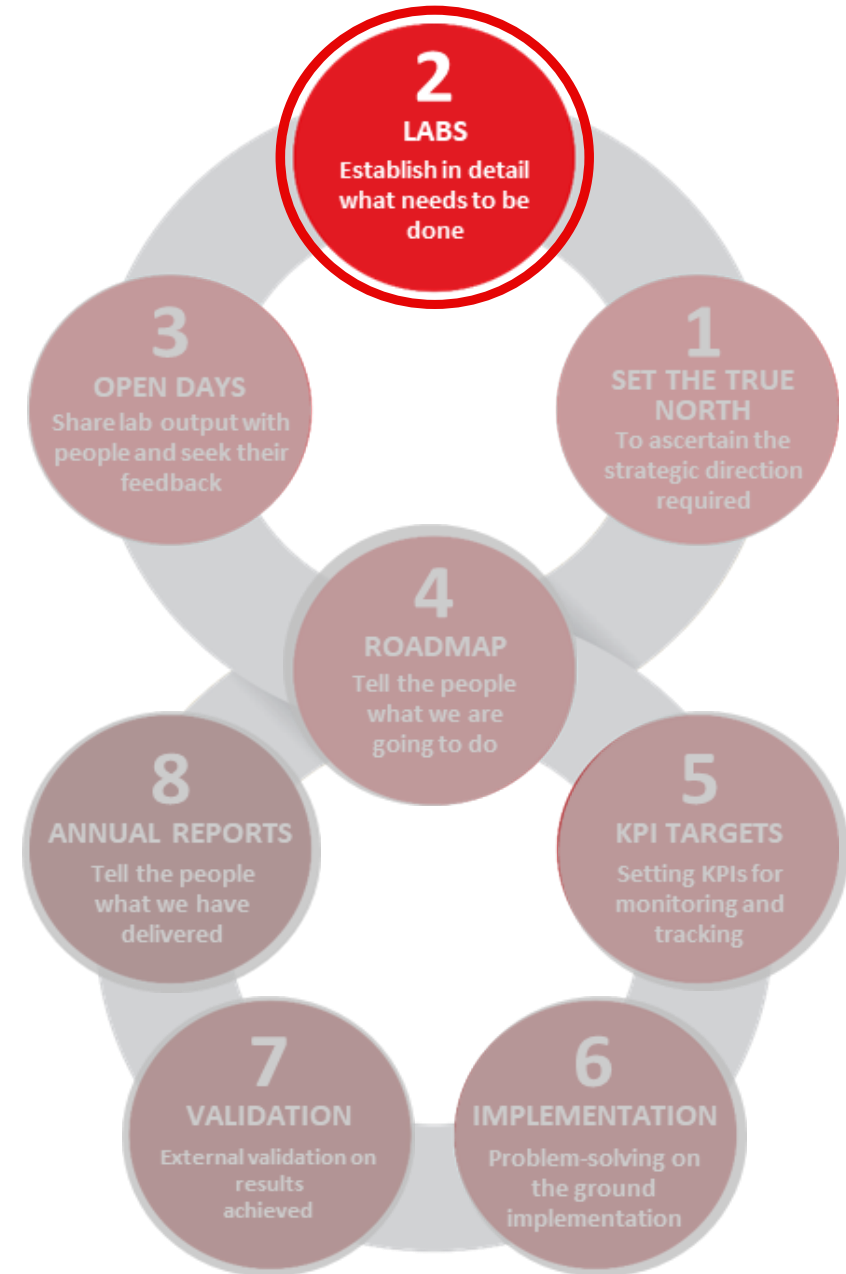 2
LABS
Establish in detail
what needs to be
done
3
OPEN DAYS
Share lab output with
people and seek their
feedback
1
SET THE TRUE
NORTH
To ascertain the
strategic direction
required
4
ROADMAP
Tell the people
what we are
going to do
8
ANNUAL REPORTS
Tell the people
what we have
delivered
5
KPI TARGETS
Setting KPIs for
monitoring and
tracking
7
VALIDATION
External validation on
results
achieved
6
IMPLEMENTATION
Problem-solving on
the ground
implementation